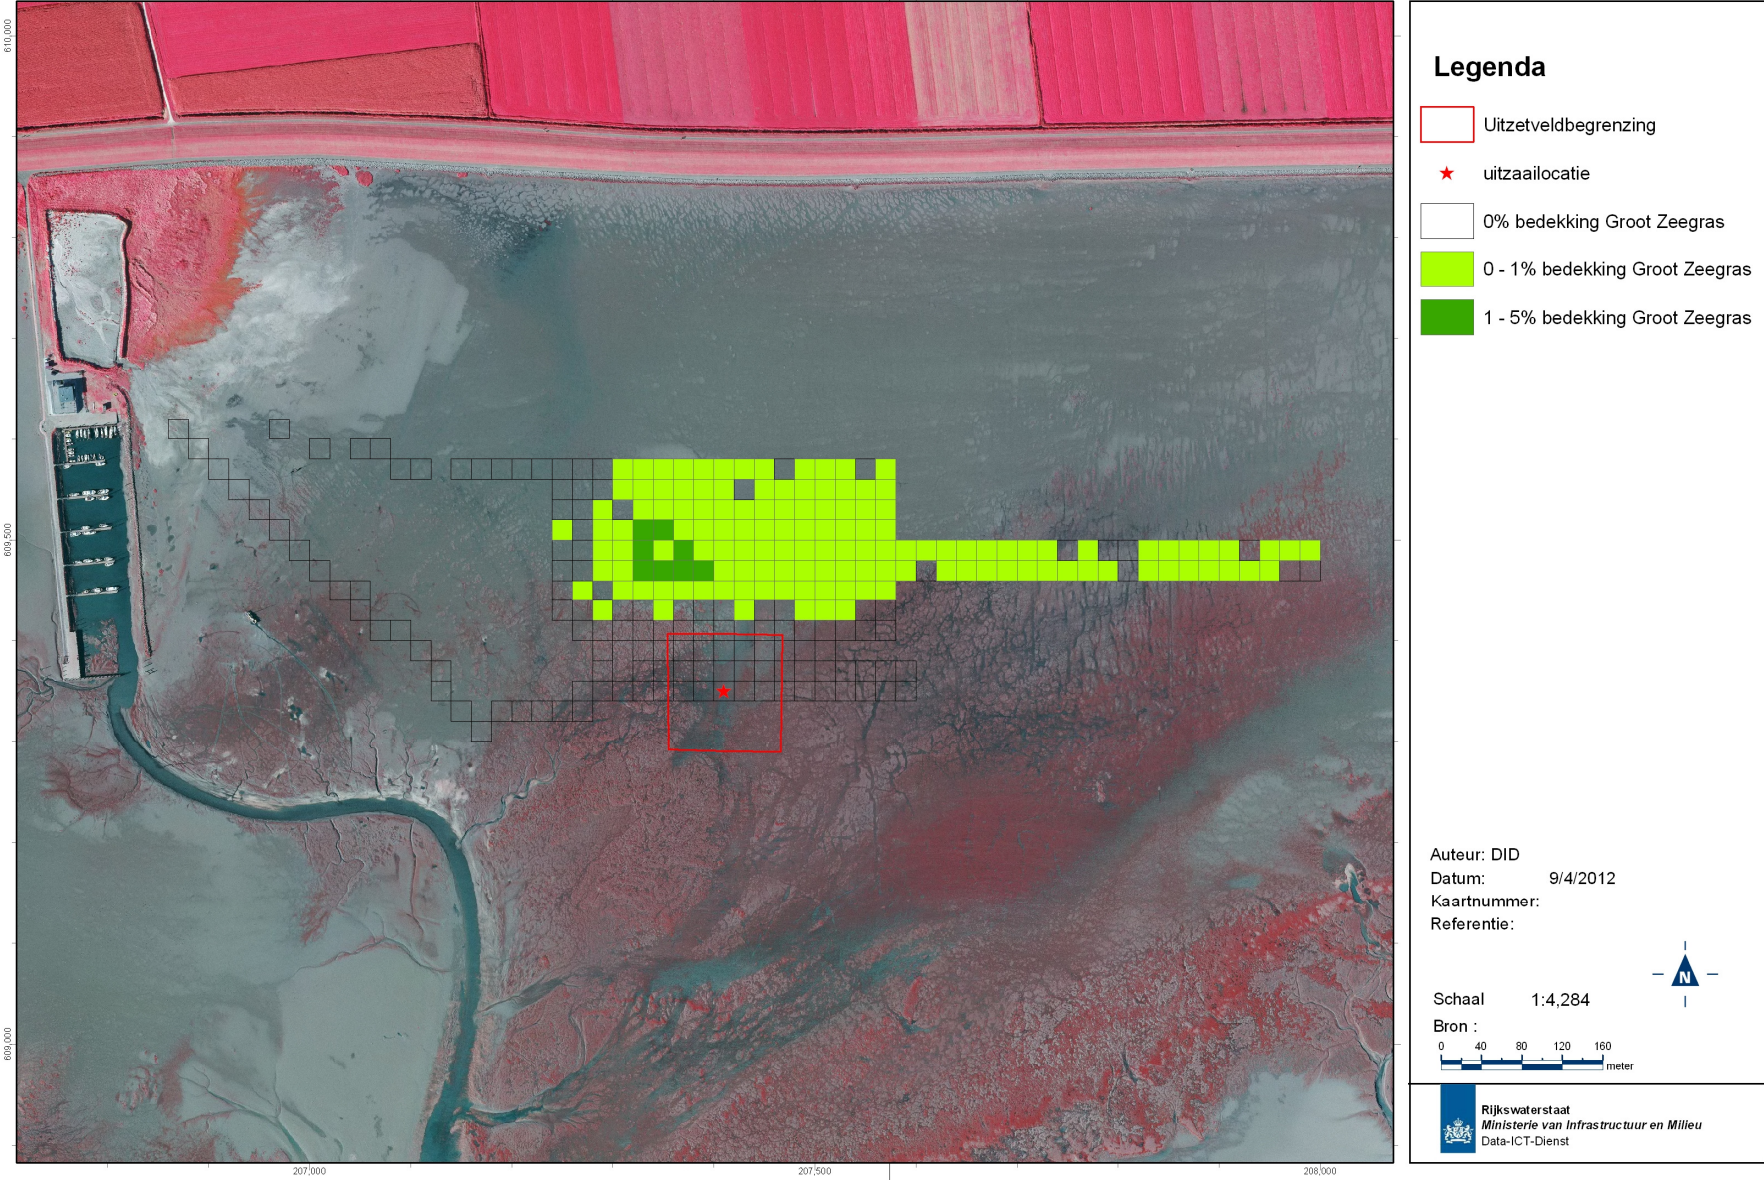 610,000
609,500
609,000
207,000
207,500
208,000
Legenda
Uitzetveldbegrenzing
uitzaailocatie
0% bedekking Groot Zeegras
0 - 1% bedekking Groot Zeegras
1 - 5% bedekking Groot Zeegras
Auteur: DID
Datum: 9/4/2012
Kaartnummer:
Referentie:
N
Schaal 1:4,284
Bron :
0 40 80 120 160
meter
Rijkswaterstaat
Ministerie van Infrastructuur en Milieu
Data-ICT-Dienst